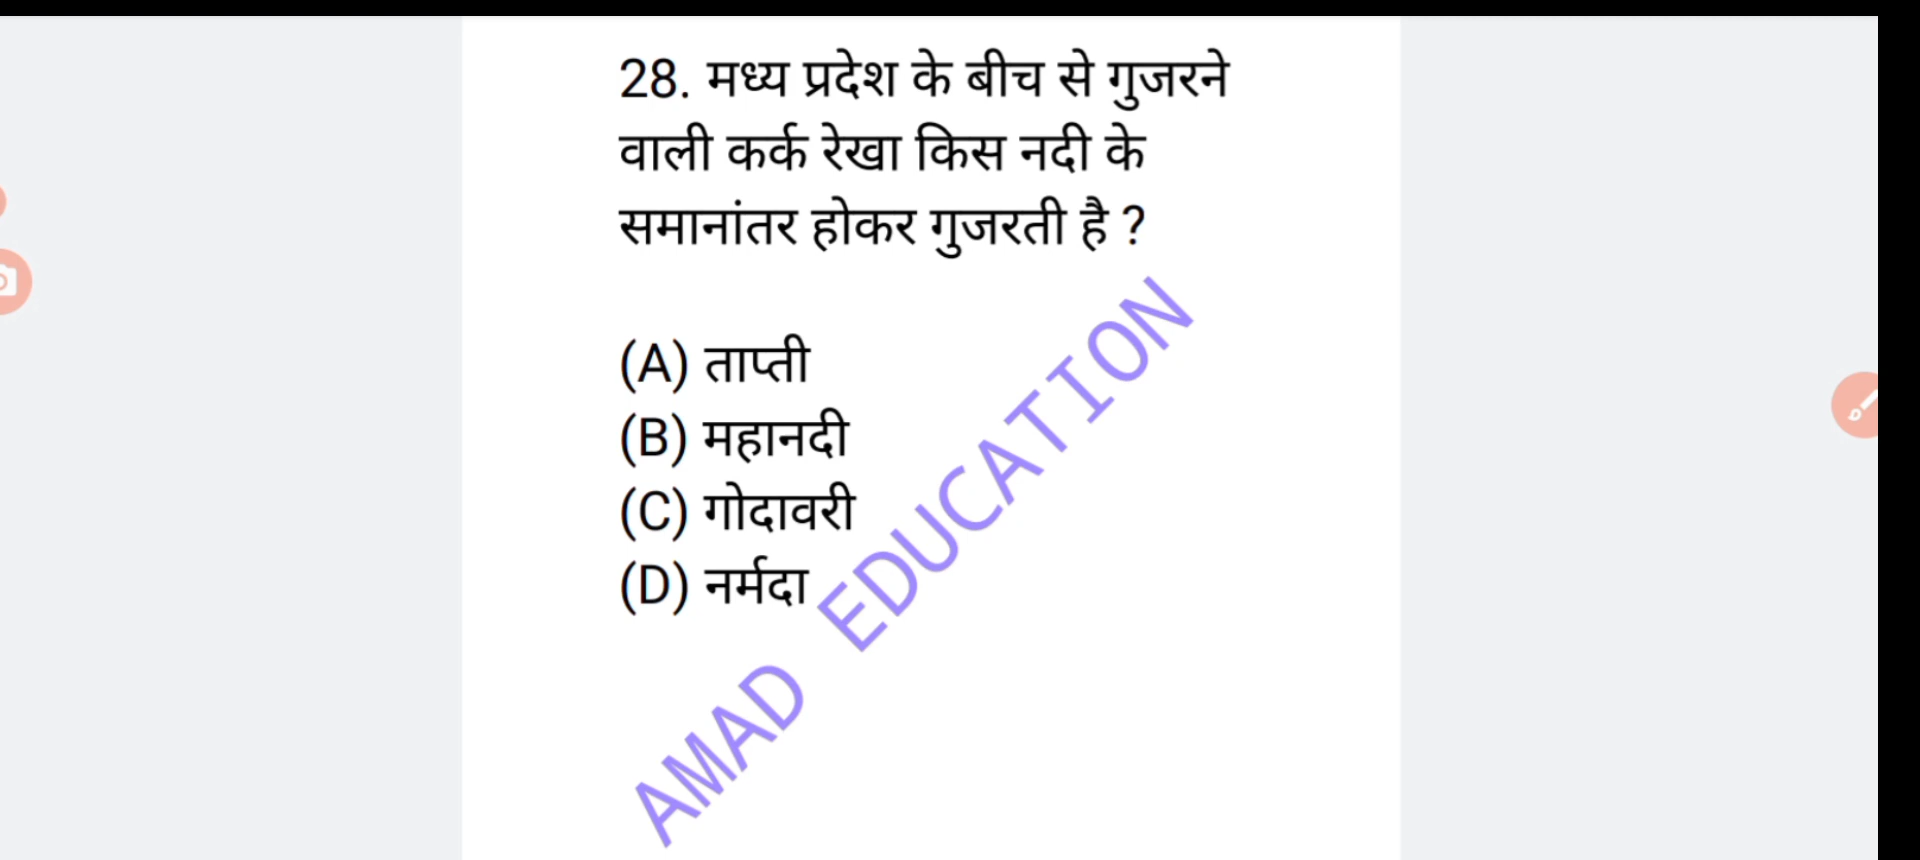 28. मध्य प्रदेश के बीच से गुजरने
वाली कर्क रेखा किस नदी के
समानांतर होकर गुजरती है ?
(A) ताप्ती
(B) महानदी
(C) गोदावरी
(D) नर्मदा
AMAD EDUCATION